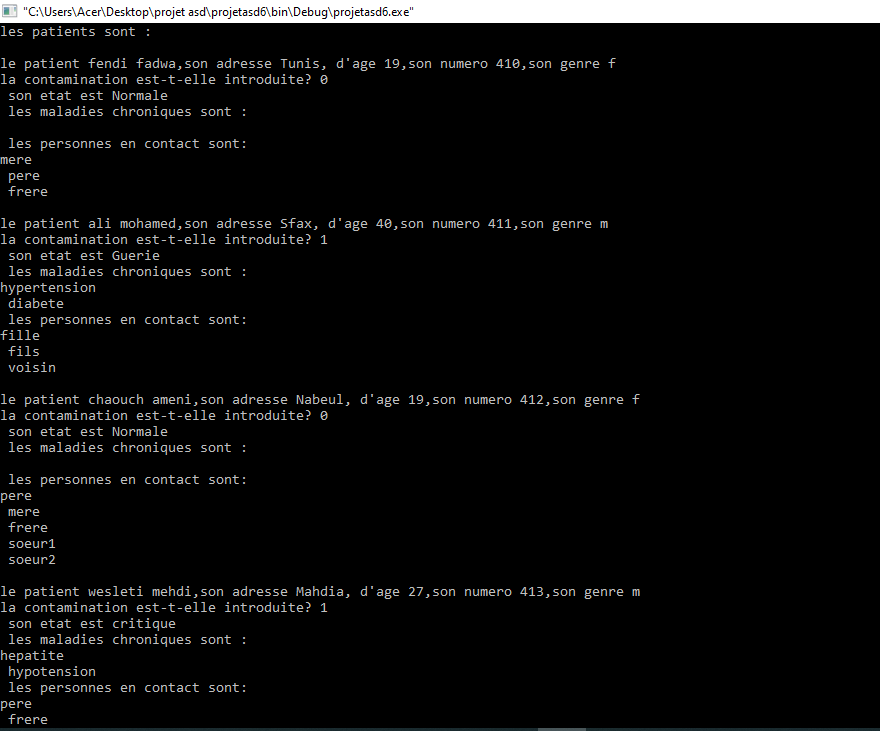 "C:\Users\Acer\Desktop\projet asd\projetasd6\bin\Debug\projetasd6.exe"
les patients sont :
le patient fendi fadwa,son adresse Tunis, d'age 19,son numero 410,son genre f
la contamination est-t-elle introduite? 0
son etat est Normale
les maladies chroniques sont :
les personnes en contact sont:
mere
pere
frere
le patient ali mohamed,son adresse Sfax, d'age 40,son numero 411,son genre m
la contamination est-t-elle introduite? 1
son etat est Guerie
les maladies chroniques sont :
hypertension
diabete
les personnes en contact sont:
fille
fils
voisin
le patient chaouch ameni,son adresse Nabeul, d'age 19,son numero 412,son genre f
la contamination est-t-elle introduite? 0
son etat est Normale
les maladies chroniques sont :
les personnes en contact sont:
pere
mere
frere
soeur1
soeur2
le patient wesleti mehdi,son adresse Mahdia, d'age 27,son numero 413,son genre m
la contamination est-t-elle introduite? 1
son etat est critique
les maladies chroniques sont :
hepatite
hypotension
les personnes en contact sont:
pere
frere